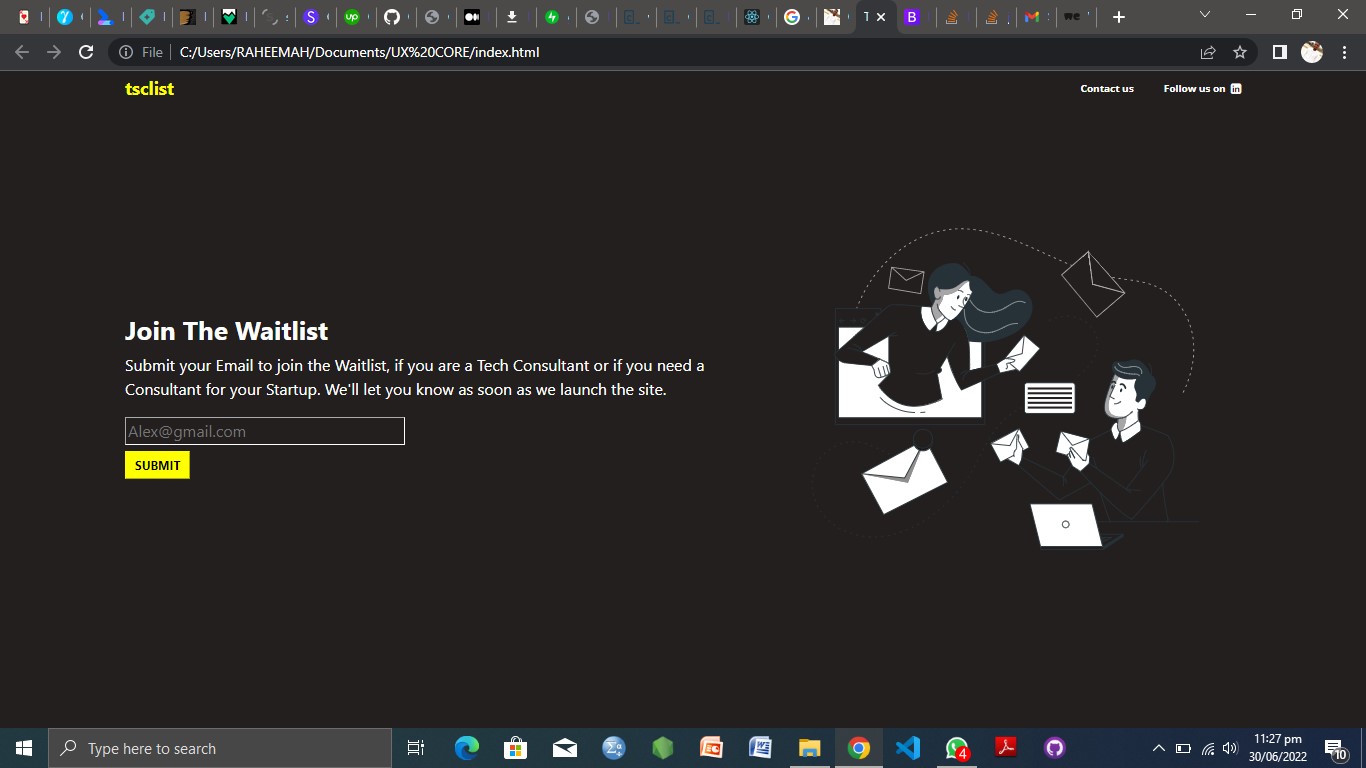 File
C:/Users/RAHEEMAH/Documents/UX%20CORE/index.html
tsclist
Contact us
Follow us on in
Join The Waitlist
Submit your Email to join the Waitlist, if you are a Tech Consultant or if you need a
Consultant for your Startup. We'll let you know as soon as we launch the site.
Alex@gmail.com
SUBMIT
Type here to search
4
11:27 pm
30/06/2022
10